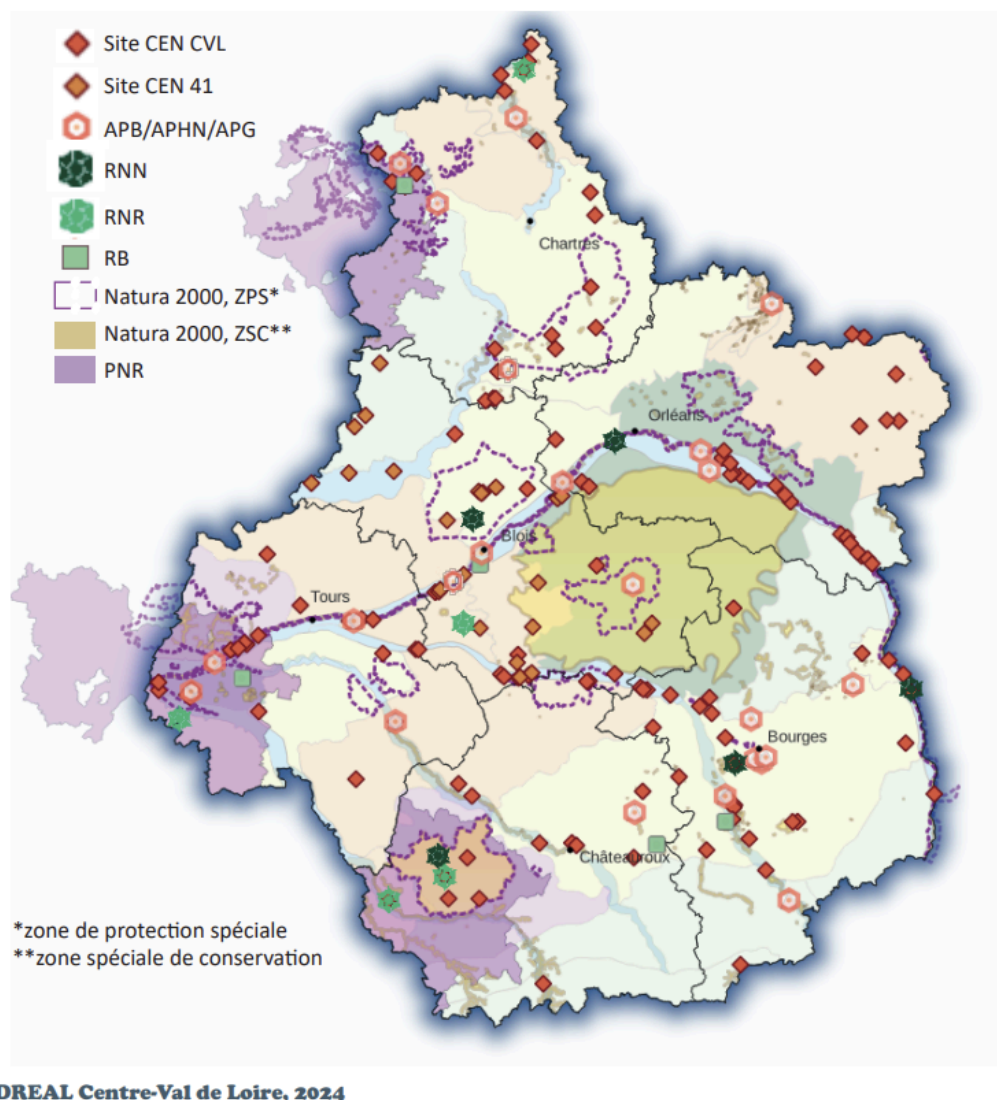 Site CEN CVL
Site CEN 41
APB/APHN/APG
RNN
RNR
RB
Natura 2000, ZPS*
Natura 2000, ZSC**
PNR
Chartres
Orléans
Blois
Tours
Bourges
Châteauroux
*zone de protection spéciale
**zone spéciale de conservation
DREAL Centre-Val de Loire, 2024